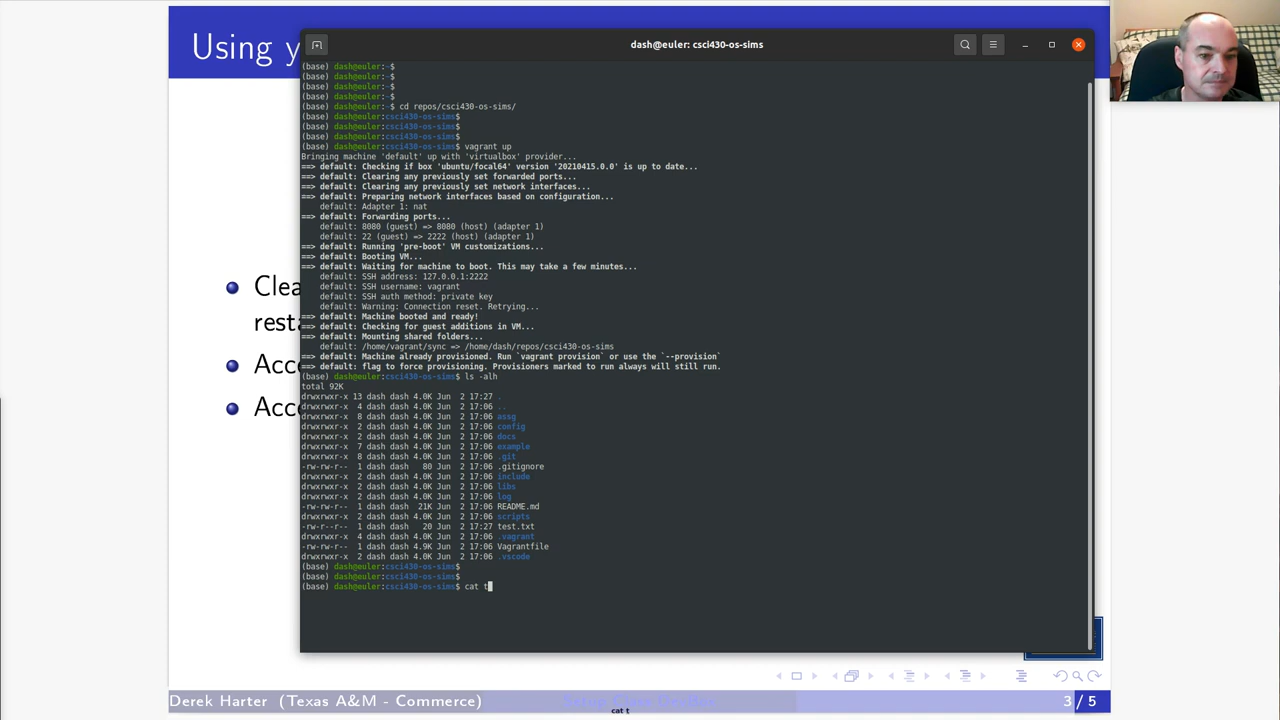 Using y
dash@euler: csci430-os-sims
(base) dash@euler:~$
(base) dash@euler:~$
(base) dash@euler:~$
(base) dash@euler:~$
(base) dash@euler:~$ cd repos/csci430-os-sims/
(base) dash@euler:csci430-os-sims$
(base) dash@euler:csci430-os-sims$
(base) dash@euler:csci430-os-sims$
(base) dash@euler:csci430-os-sims$ vagrant up
Bringing machine 'default' up with 'virtualbox' provider...
==> default: Checking if box 'ubuntu/focal64' version '20210415.0.0' is up to date...
==> default: Clearing any previously set forwarded ports...
==> default: Clearing any previously set network interfaces...
==> default: Preparing network interfaces based on configuration...
default: Adapter 1: nat
==> default: Forwarding ports...
default: 8080 (guest) => 8080 (host) (adapter 1)
default: 22 (guest) => 2222 (host) (adapter 1)
==> default: Running 'pre-boot' VM customizations...
==> default: Booting VM...
==> default: Waiting for machine to boot. This may take a few minutes...
default: SSH address: 127.0.0.1:2222
default: SSH username: vagrant
default: SSH auth method: private key
default: Warning: Connection reset. Retrying...
==> default: Machine booted and ready!
==> default: Checking for guest additions in VM...
==> default: Mounting shared folders...
default: /home/vagrant/sync => /home/dash/repos/csci430-os-sims
==> default: Machine already provisioned. Run `vagrant provision` or use the `--provision`
==> default: flag to force provisioning. Provisioners marked to run always will still run.
(base) dash@euler:csci430-os-sims$ ls -alh
total 92K
drwxrwxr-x 13 dash dash 4.0K Jun 2 17:27 .
drwxrwxr-x 4 dash dash 4.0K Jun 2 17:06 ..
drwxrwxr-x 8 dash dash 4.0K Jun 2 17:06 assg
drwxrwxr-x 2 dash dash 4.0K Jun 2 17:06 config
drwxrwxr-x 2 dash dash 4.0K Jun 2 17:06 docs
drwxrwxr-x 7 dash dash 4.0K Jun 2 17:06 example
drwxrwxr-x 8 dash dash 4.0K Jun 2 17:06 .git
-rw-rw-r-- 1 dash dash 80 Jun 2 17:06 .gitignore
drwxrwxr-x 2 dash dash 4.0K Jun 2 17:06 include
drwxrwxr-x 2 dash dash 4.0K Jun 2 17:06 libs
drwxrwxr-x 2 dash dash 4.0K Jun 2 17:06 log
-rw-rw-r-- 1 dash dash 21K Jun 2 17:06 README.md
drwxrwxr-x 2 dash dash 4.0K Jun 2 17:06 scripts
-rw-r--r-- 1 dash dash 20 Jun 2 17:27 test.txt
drwxrwxr-x 4 dash dash 4.0K Jun 2 17:06 .vagrant
-rw-rw-r-- 1 dash dash 4.9K Jun 2 17:06 Vagrantfile
drwxrwxr-x 2 dash dash 4.0K Jun 2 17:06 .vscode
(base) dash@euler:csci430-os-sims$
(base) dash@euler:csci430-os-sims$
(base) dash@euler:csci430-os-sims$ cat t
Clea
resta
Acc
Acc
Derek Harter (Texas A&M - Commerce)
3 / 5
cat t